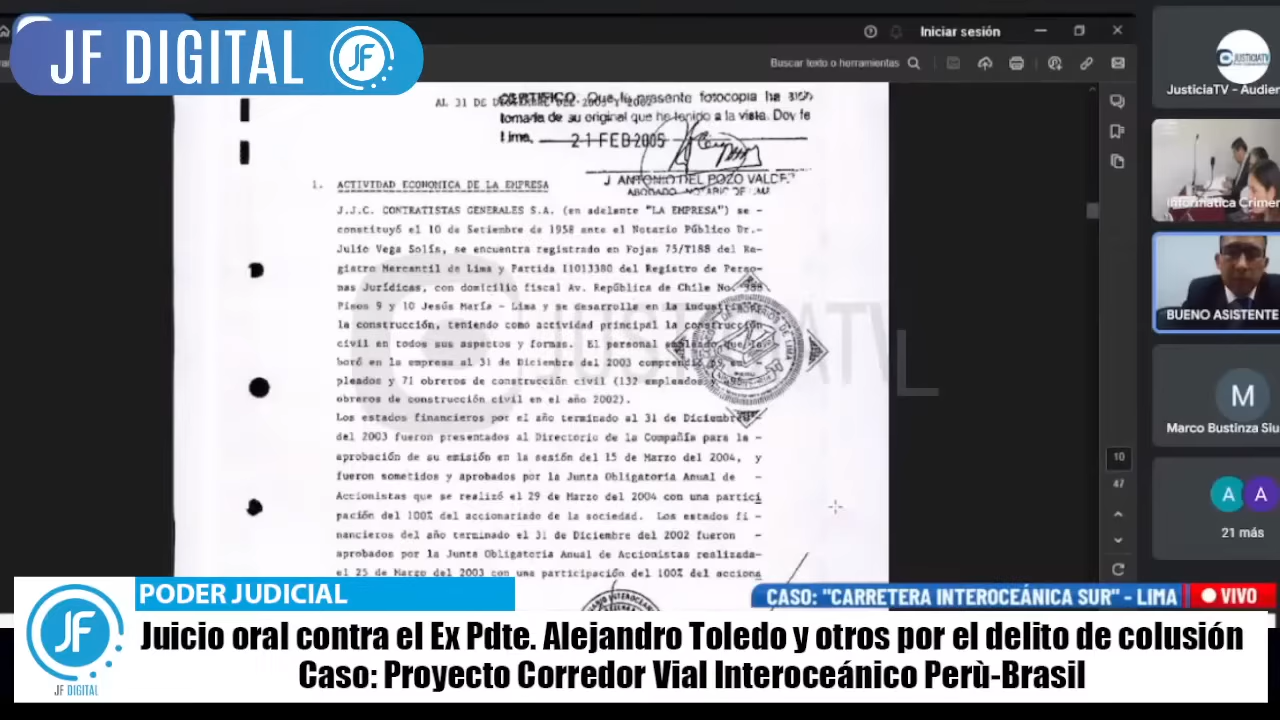 JF DIGITAL
JF
Iniciar sesión
Buscar texto o herramientas
CERTIFICO. Que la presente fotocopia ha sido
AL 31 DE
tomada de su original que he tenido a la vista. Doy fe
Lima,
21 FEB 2005
J ANTONIO DEL POZO VALDEZ
ABOGADO - NOTARIO DE LIMA
1. ACTIVIDAD ECONOMICA DE LA EMPRESA
J.J.C. CONTRATISTAS GENERALES S.A. (en adelante "LA EMPRESA") se -
constituyó el 10 de Setiembre de 1958 ante el Notario Público Dr.-
Julio Vega Solís, se encuentra registrado en Fojas 75/T188 del Re-
gistro Mercantil de Lima y Partida 11013380 del Registro de Perso-
nas Jurídicas, con domicilio fiscal Av. República de Chile No. 388
Pisos 9 y 10 Jesús María - Lima y se desarrolla en la industria
la construcción, teniendo como actividad principal la construcción
civil en todos sus aspectos y formas. El personal empleado que la
boró en la empresa al 31 de Diciembre del 2003
pleados y 71 obreros de construcción civil (132 empleados y
obreros de construcción civil en el año 2002).
Los estados financieros por el año terminado al 31 de Diciembre -
del 2003 fueron presentados al Directorio de la Compañía para la -
aprobación de su emisión en la sesión del 15 de Marzo del 2004, y
fueron sometidos y aprobados por la Junta Obligatoria Anual de -
Accionistas que se realizó el 29 de Marzo del 2004 con una partici
pación del 100% del accionariado de la sociedad. Los estados fi -
nancieros del año terminado el 31 de Diciembre del 2002 fueron -
aprobados por la Junta Obligatoria Anual de Accionistas realizada-
el 25 de Marzo del 2003 con una participación del 100% del acciona
JUSTICIATV
10
47
JUSTICIATV
JusticiaTV - Audien
Informatica Crimen
BUENO ASISTENTE
M
Marco Bustinza Siu
A A
21 más
PODER JUDICIAL
CASO: "CARRETERA INTEROCEÁNICA SUR" - LIMA
VIVO
JF
JF DIGITAL
Juicio oral contra el Ex Pdte. Alejandro Toledo y otros por el delito de colusión
Caso: Proyecto Corredor Vial Interoceánico Perù-Brasil